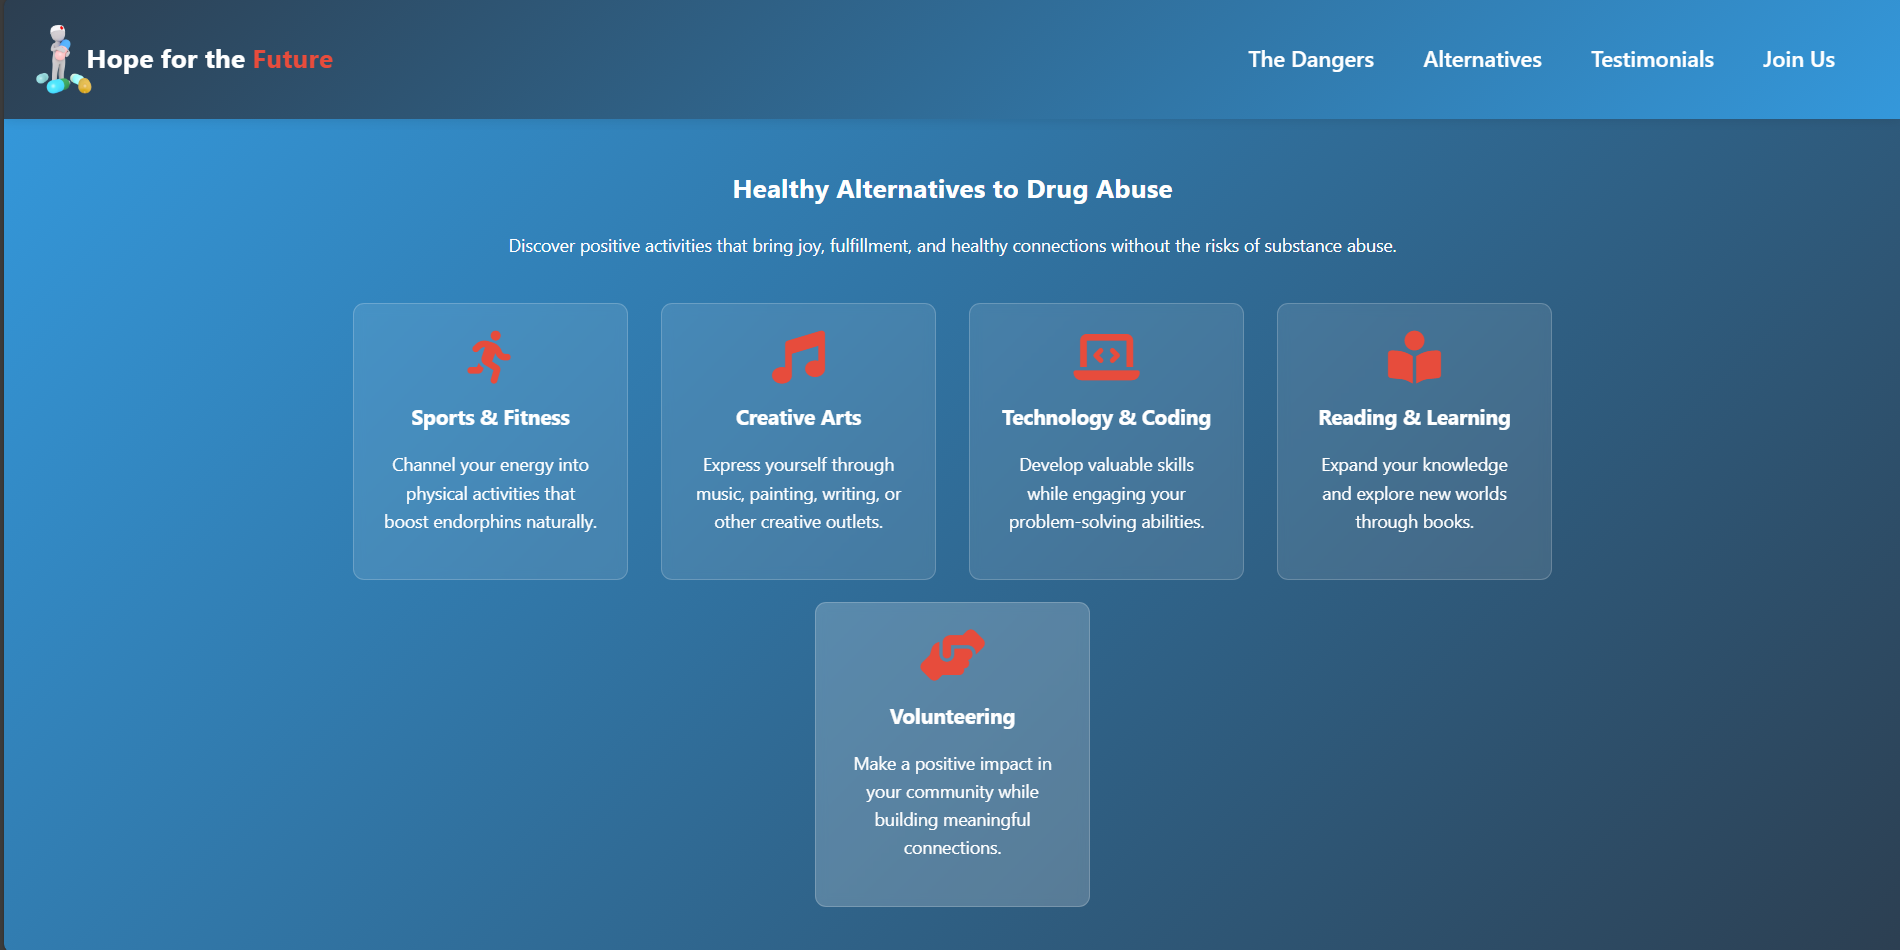 Hope for the Future
The Dangers
Alternatives
Testimonials
Join Us
Healthy Alternatives to Drug Abuse
Discover positive activities that bring joy, fulfillment, and healthy connections without the risks of substance abuse.
Sports & Fitness
Channel your energy into
physical activities that
boost endorphins naturally.
Creative Arts
Express yourself through
music, painting, writing, or
other creative outlets.
Technology & Coding
Develop valuable skills
while engaging your
problem-solving abilities.
Reading & Learning
Expand your knowledge
and explore new worlds
through books.
Volunteering
Make a positive impact in
your community while
building meaningful
connections.